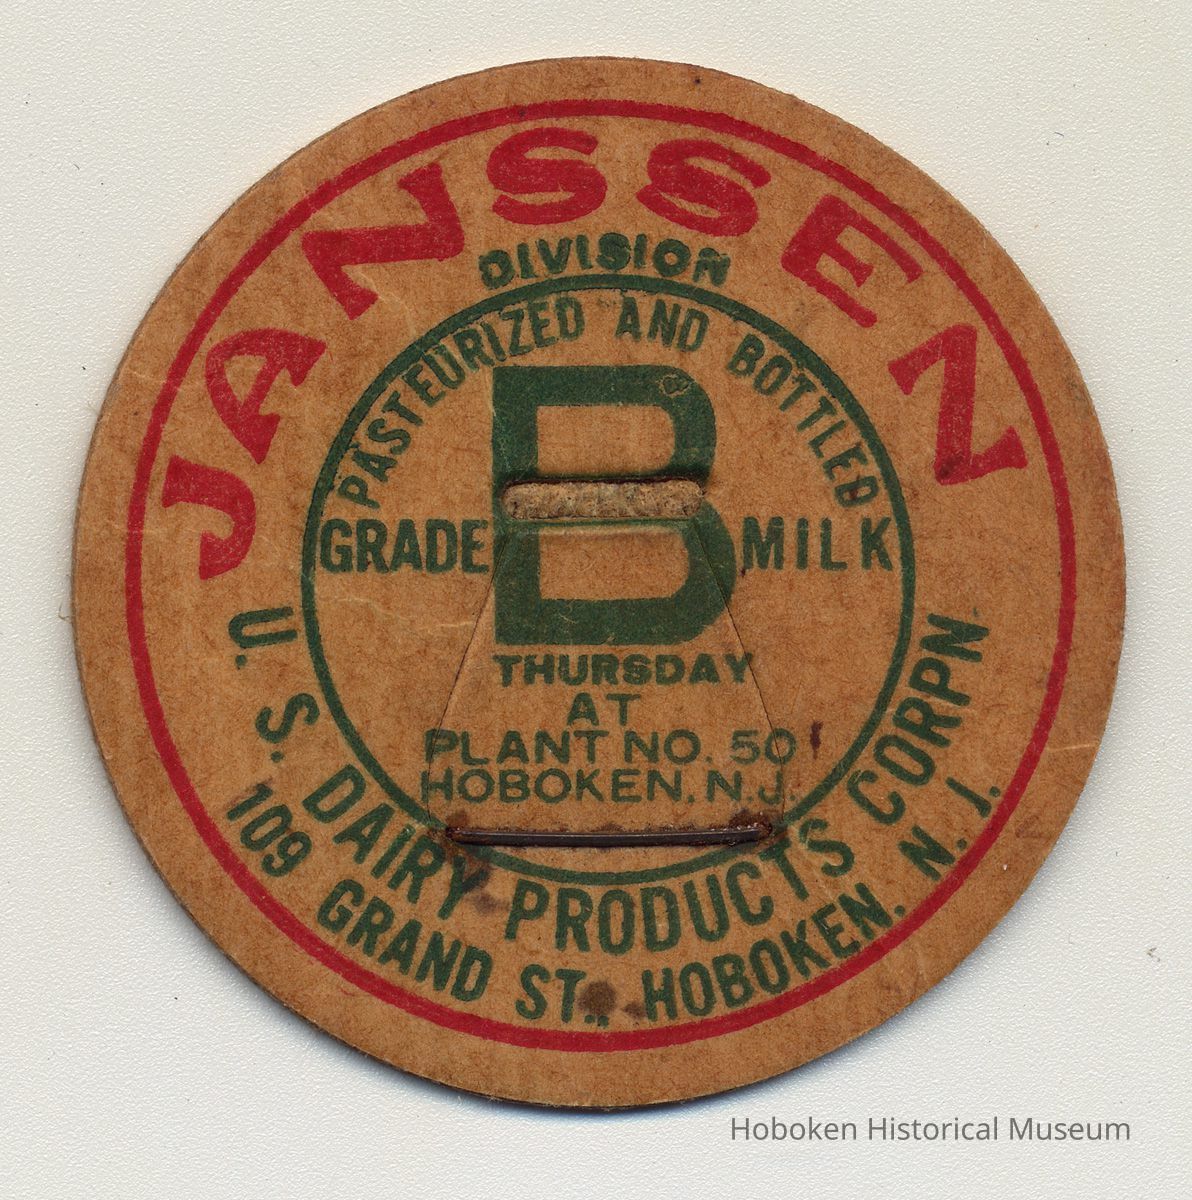 JANSSEN
DIVISION
PASTEURIZED AND BOTTLED
GRADE B MILK
THURSDAY
AT
PLANT NO. 50
HOBOKEN, N.J.
U. S. DAIRY PRODUCTS CORPN.
109 GRAND ST., HOBOKEN. N. J.
Hoboken Historical Museum